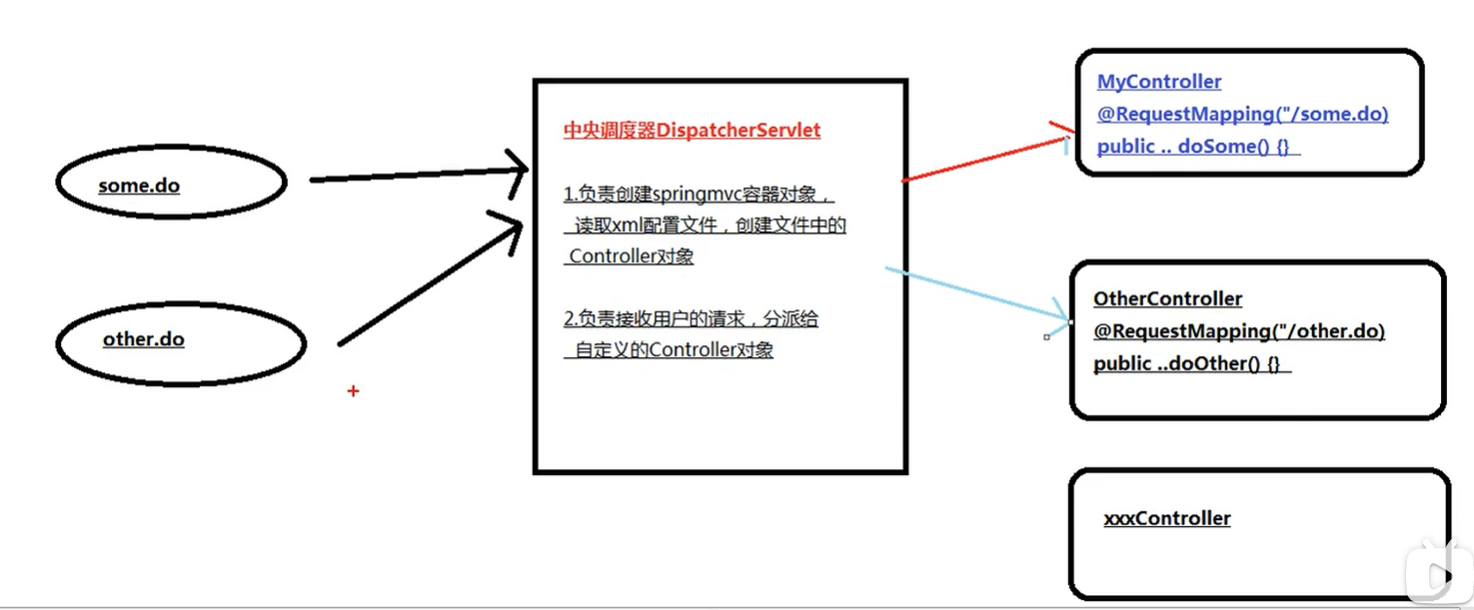 some.do
other.do
中央调度器DispatcherServlet
1.负责创建springmvc容器对象，
读取xml配置文件，创建文件中的
Controller对象
2.负责接收用户的请求，分派给
自定义的Controller对象
MyController
@RequestMapping("/some.do)
public .. doSome() {}
OtherController
@RequestMapping("/other.do)
public ..doOther() {}
xxxController